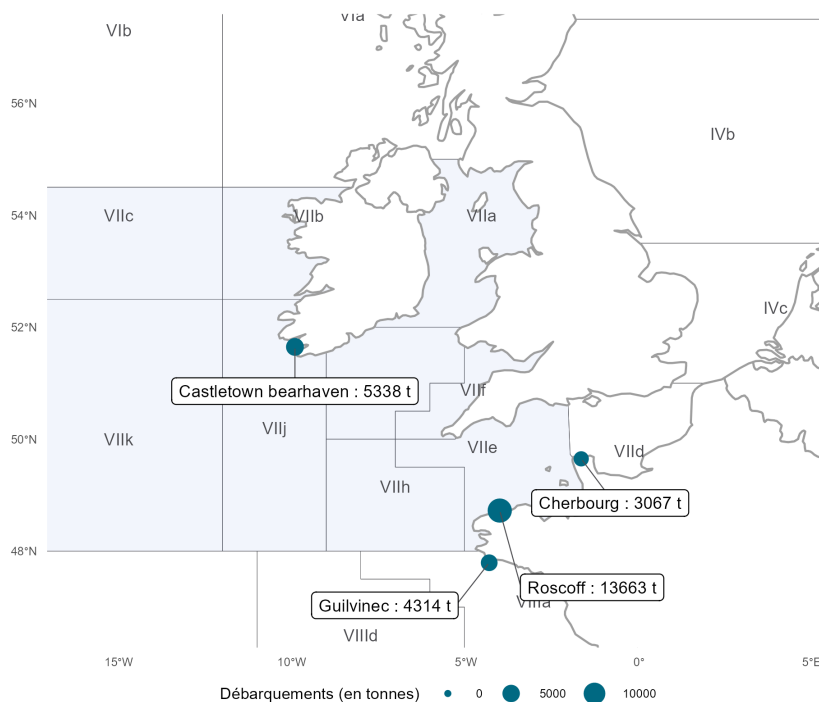 VIa
VIb
56°N
IVb
54°N
VIIc
VIIb
VIIa
52°N
IVc
Castletown bearhaven : 5338 t
VIIf
50°N
VIIk
VIIj
VIIe
VIId
VIIh
Cherbourg : 3067 t
48°N
Roscoff : 13663 t
Guilvinec : 4314 t
VIIIa
VIIId
15°W
10°W
5°W
0°
5°E
Débarquements (en tonnes)
0
5000
10000